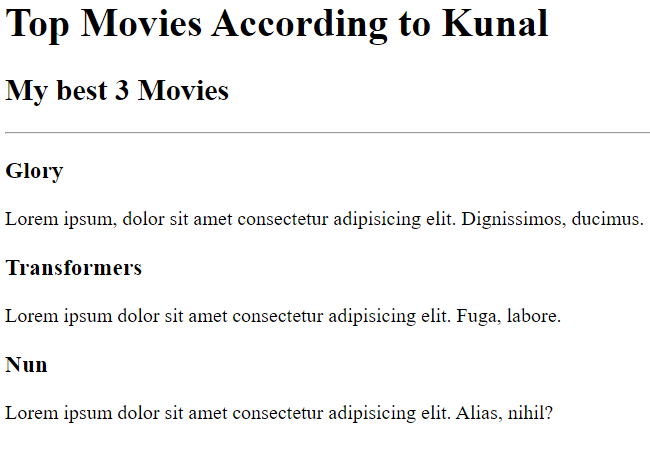 Top Movies According to Kunal
My best 3 Movies
Glory
Lorem ipsum, dolor sit amet consectetur adipisicing elit. Dignissimos, ducimus.
Transformers
Lorem ipsum dolor sit amet consectetur adipisicing elit. Fuga, labore.
Nun
Lorem ipsum dolor sit amet consectetur adipisicing elit. Alias, nihil?